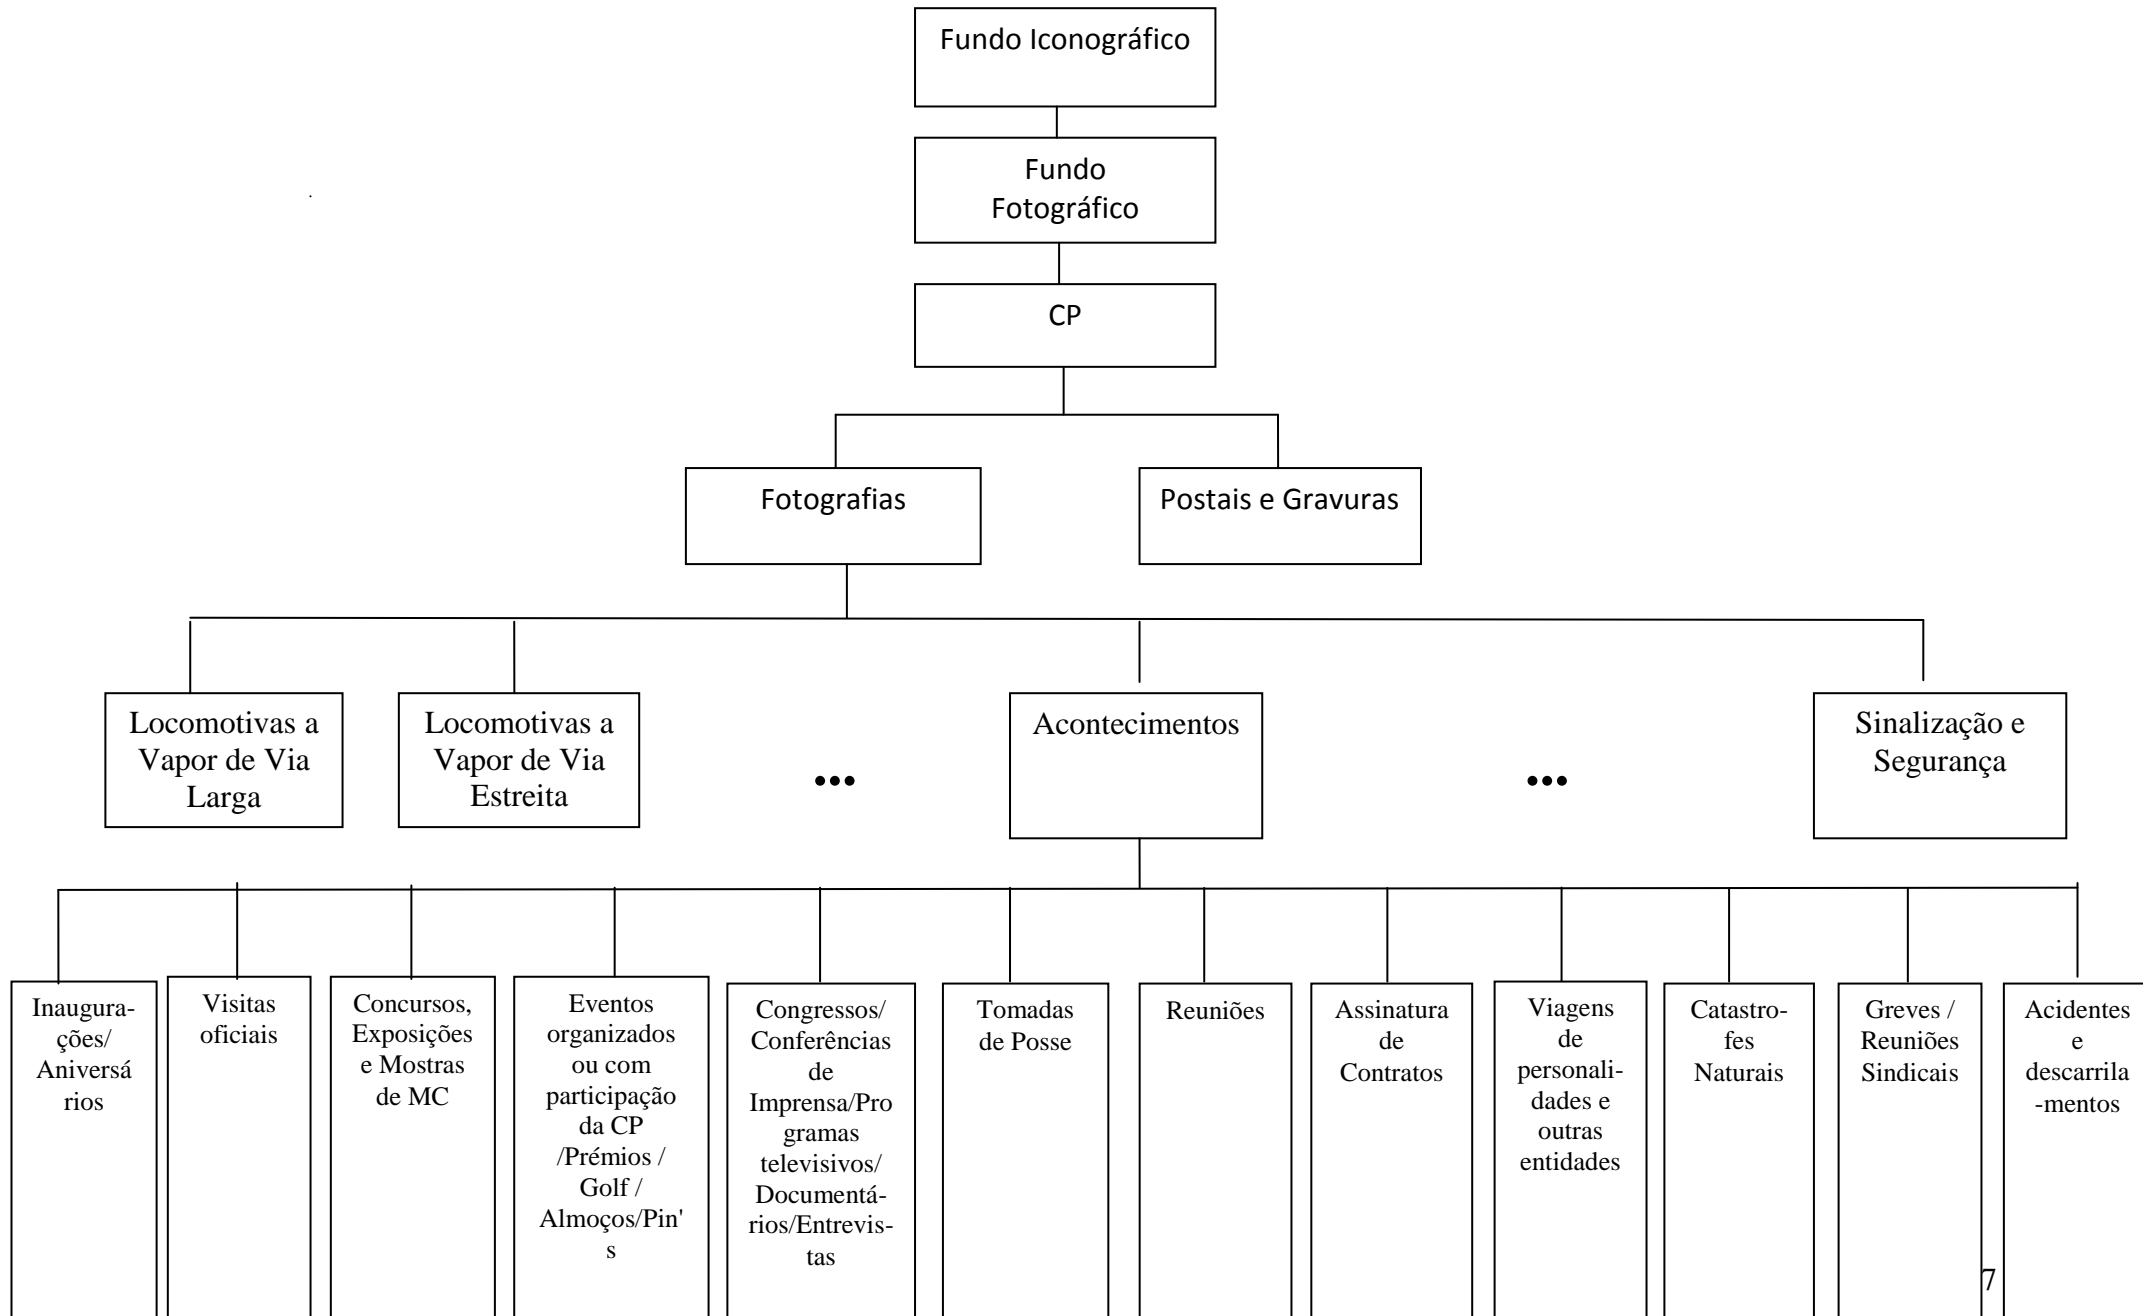 Fundo Iconográfico
Fundo
Fotográfico
CP
Fotografias
Postais e Gravuras
Locomotivas a
Vapor de Via
Larga
Locomotivas a
Vapor de Via
Estreita
...
Acontecimentos
...
Sinalização e
Segurança
Inaugura-
ções/
Aniversá
rios
Visitas
oficiais
Concursos,
Exposições
e Mostras
de MC
Eventos
organizados
ou com
participação
da CP
/Prémios /
Golf /
Almoços/Pin'
s
Congressos/
Conferências
de
Imprensa/Pro
gramas
televisivos/
Documentá-
rios/Entrevis-
tas
Tomadas
de Posse
Reuniões
Assinatura
de
Contratos
Viagens
de
personali-
dades e
outras
entidades
Catastro-
fes
Naturais
Greves /
Reuniões
Sindicais
Acidentes
e
descarrila
-mentos
7